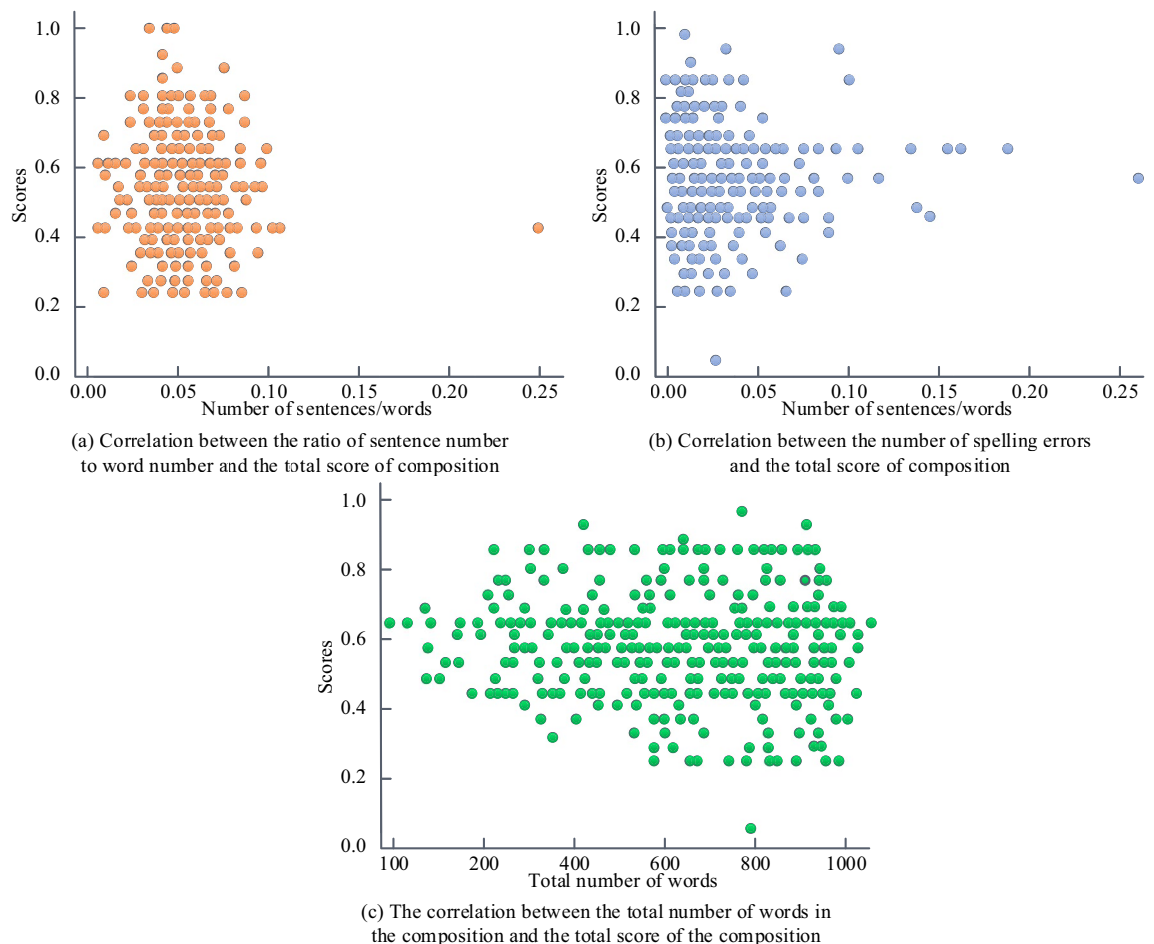 1.0
0.8
0.6
0.4
0.2
0.0
Scores
0.00 0.05 0.10 0.15 0.20 0.25
Number of sentences/words
(a) Correlation between the ratio of sentence number
to word number and the total score of composition
1.0
0.8
0.6
0.4
0.2
0.0
Scores
0.00 0.05 0.10 0.15 0.20 0.25
Number of sentences/words
(b) Correlation between the number of spelling errors
and the total score of composition
1.0
0.8
0.6
0.4
0.2
0.0
Scores
100 200 400 600 800 1000
Total number of words
(c) The correlation between the total number of words in
the composition and the total score of the composition